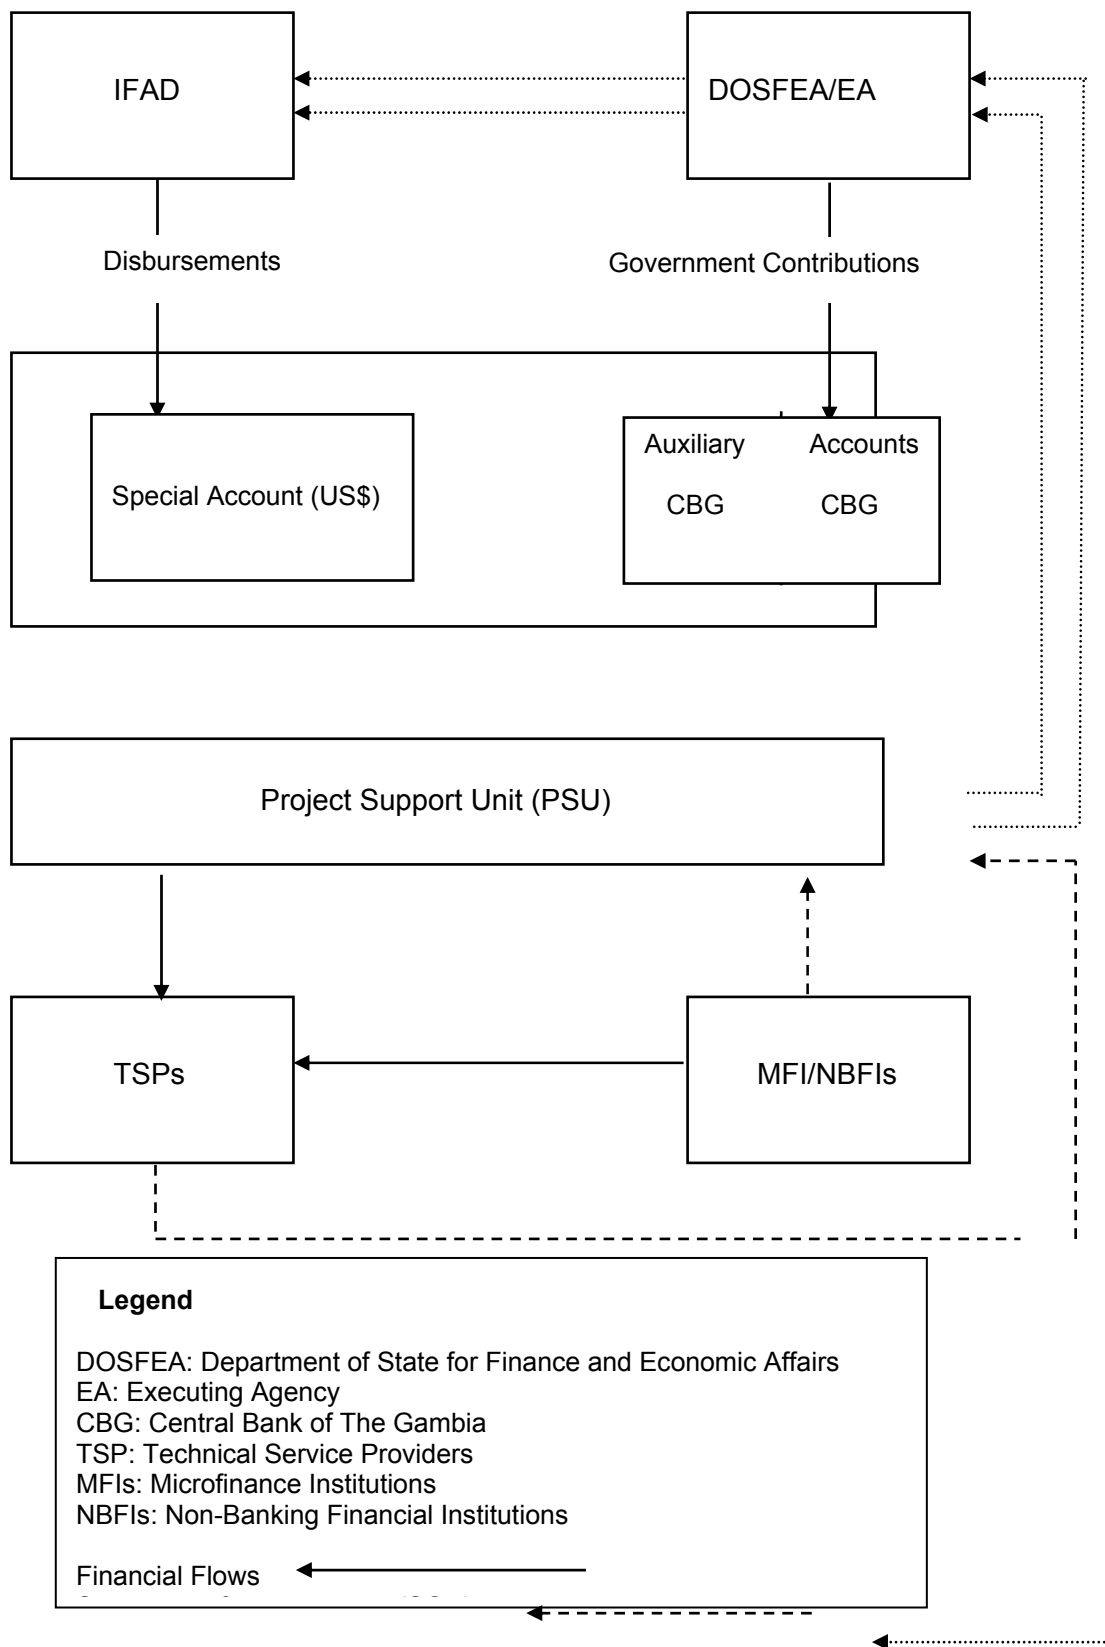 IFAD
DOSFEA/EA
Disbursements
Government Contributions
Special Account (US$)
Auxiliary Accounts
CBG CBG
Project Support Unit (PSU)
TSPs
MFI/NBFIs
Legend
DOSFEA: Department of State for Finance and Economic Affairs
EA: Executing Agency
CBG: Central Bank of The Gambia
TSP: Technical Service Providers
MFIs: Microfinance Institutions
NBFIs: Non-Banking Financial Institutions
Financial Flows